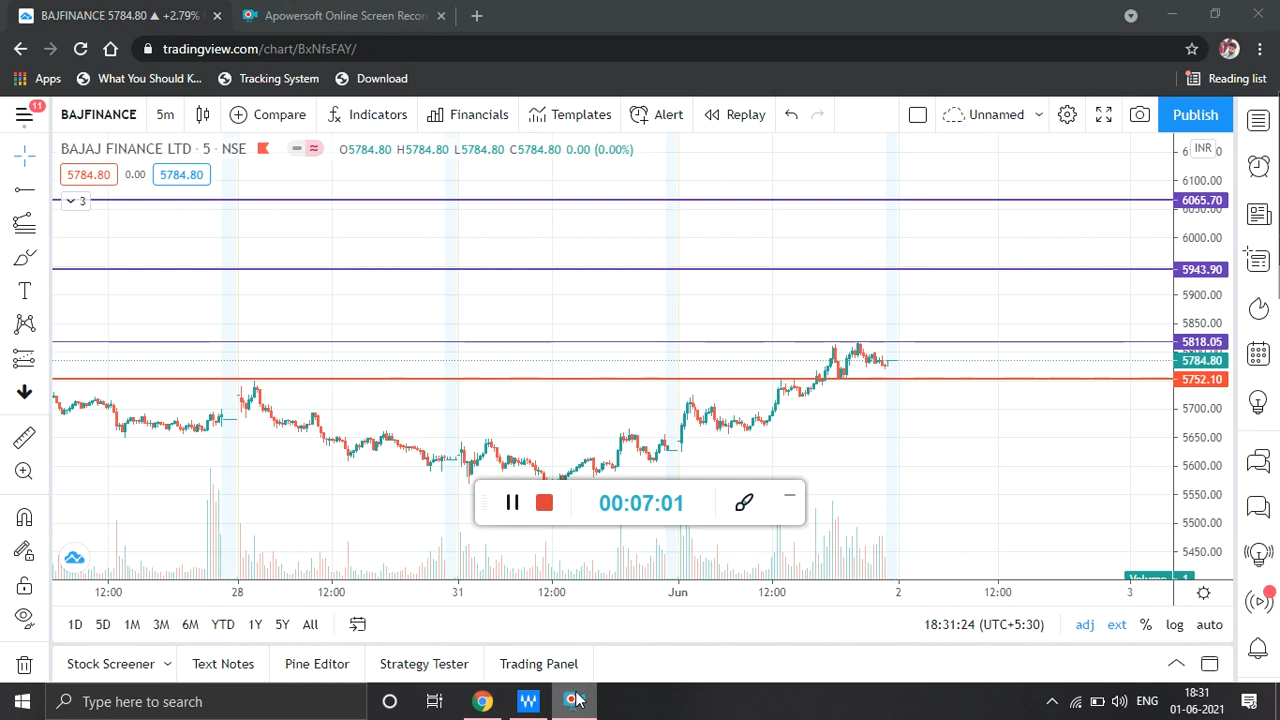 BAJFINANCE 5784.80 ▲ +2.79% 
Apowersoft Online Screen Recor
tradingview.com/chart/BxNfsFAY/
Apps What You Should K... Tracking System Download Reading list
11
BAJFINANCE 5m Compare Indicators Financials Templates Alert Replay Unnamed Publish
BAJAJ FINANCE LTD · 5 · NSE O5784.80 H5784.80 L5784.80 C5784.80 0.00 (0.00%)
INR
5784.80 0.00 5784.80
6100.00
3
6065.70
6000.00
5943.90
5900.00
5850.00
5818.05
5784.80
5752.10
5700.00
5650.00
5600.00
5550.00
5500.00
5450.00
00:07:01
12:00 28 12:00 31 12:00 Jun 12:00 2 12:00 3
1D 5D 1M 3M 6M YTD 1Y 5Y All 18:31:24 (UTC+5:30) adj ext % log auto
Stock Screener Text Notes Pine Editor Strategy Tester Trading Panel
Type here to search
ENG
18:31
01-06-2021